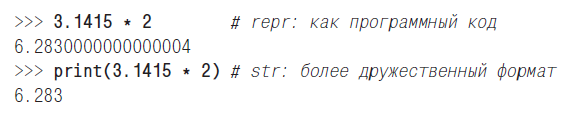 >>> 3.1415 * 2 # repr: как программный код
6.2830000000000004
>>> print(3.1415 * 2) # str: более дружественный формат
6.283